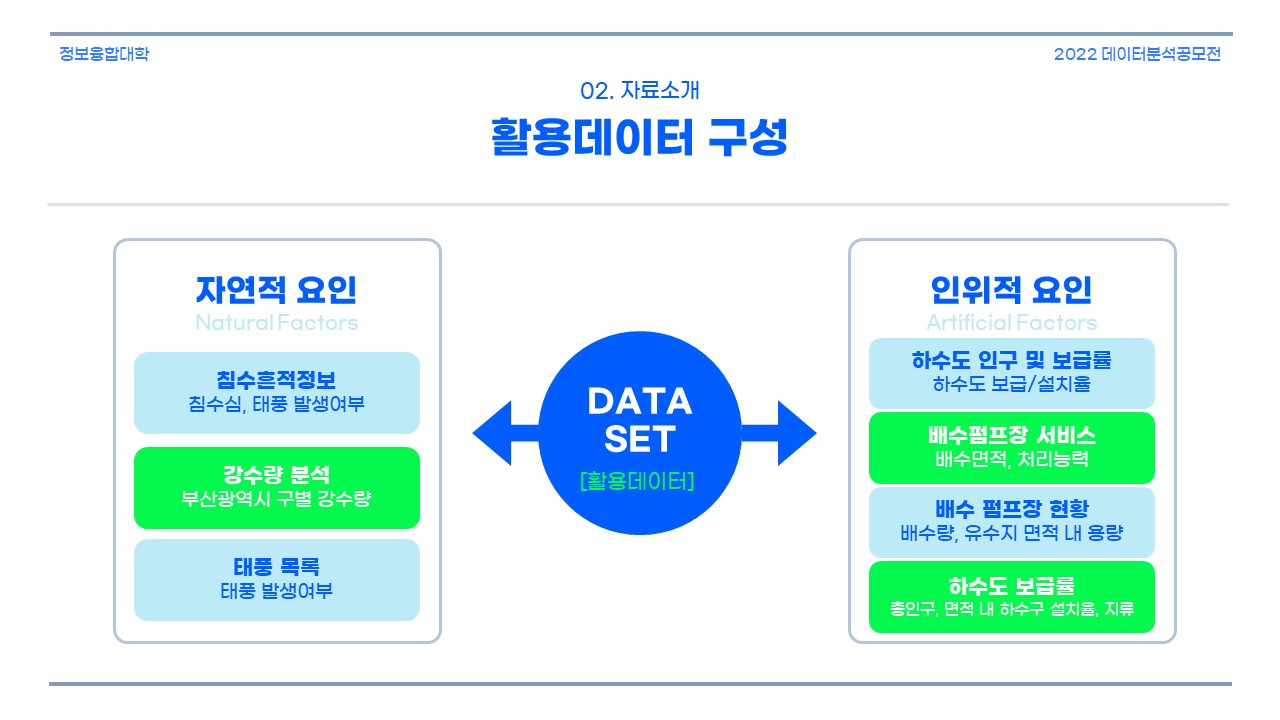 정보융합대학
2022 데이터분석공모전
02. 자료소개
활용데이터 구성
자연적 요인
Natural Factors
침수흔적정보
침수심, 태풍 발생여부
강수량 분석
부산광역시 구별 강수량
태풍 목록
태풍 발생여부
DATA
SET
[활용데이터]
인위적 요인
Artificial Factors
하수도 인구 및 보급률
하수도 보급/설치율
배수펌프장 서비스
배수면적, 처리능력
배수 펌프장 현황
배수량, 유수지 면적 내 용량
하수도 보급률
총인구, 면적 내 하수구 설치율, 지류